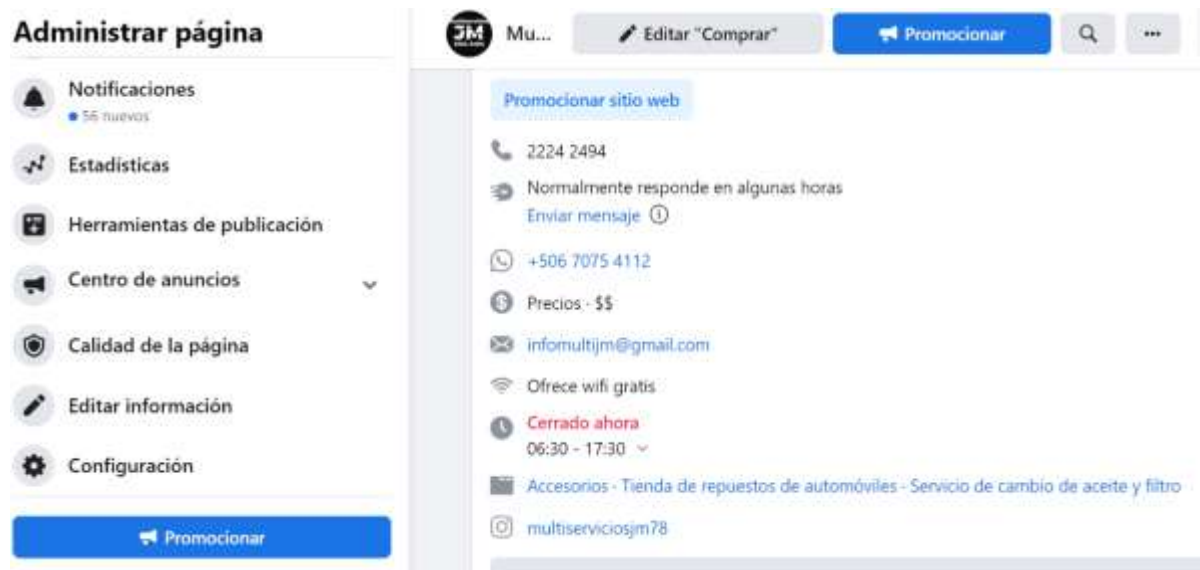 Administrar página
Notificaciones
56 nuevos
Estadísticas
Herramientas de publicación
Centro de anuncios
Calidad de la página
Editar información
Configuración
Promocionar
JM
Mu...
Editar "Comprar"
Promocionar
Promocionar sitio web
2224 2494
Normalmente responde en algunas horas
Enviar mensaje
+506 7075 4112
Precios · $$
infomultijm@gmail.com
Ofrece wifi gratis
Cerrado ahora
06:30 - 17:30
Accesorios · Tienda de repuestos de automóviles · Servicio de cambio de aceite y filtro
multiserviciosjm78